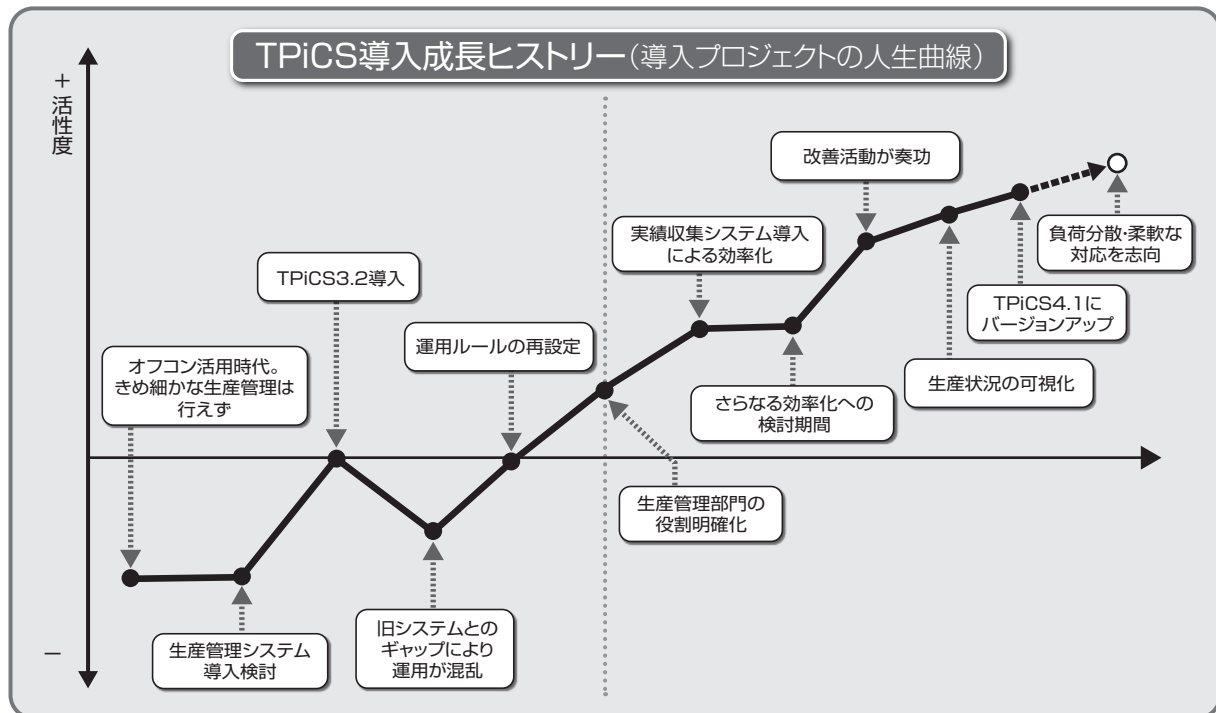 TPiCS導入成長ヒストリー(導入プロジェクトの人生曲線)
+活性度
−
オフコン活用時代。
きめ細かな生産管理は
行えず
生産管理システム
導入検討
TPiCS3.2導入
旧システムとの
ギャップにより
運用が混乱
運用ルールの再設定
生産管理部門の
役割明確化
実績収集システム導入
による効率化
さらなる効率化への
検討期間
改善活動が奏功
生産状況の可視化
TPiCS4.1に
バージョンアップ
負荷分散・柔軟な
対応を志向